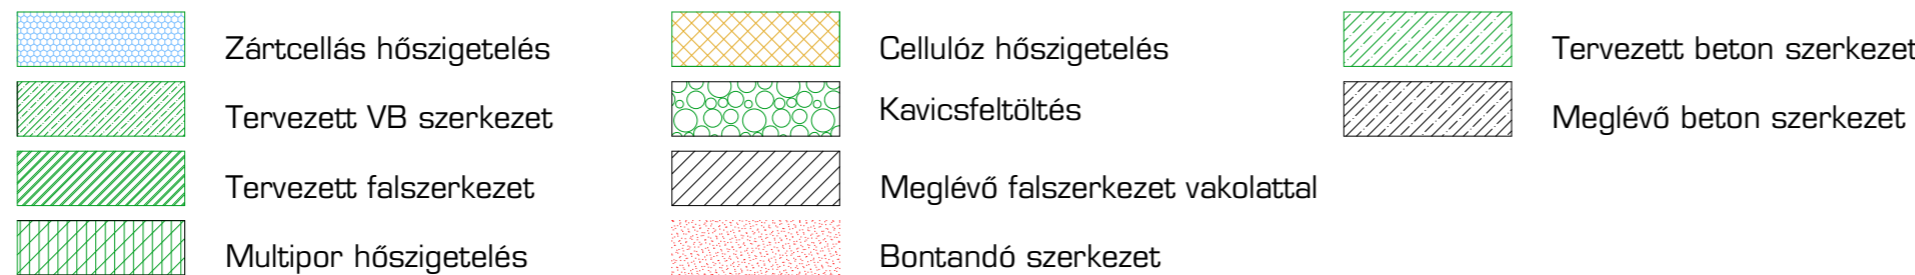 Zártcellás hőszigetelés
Tervezett VB szerkezet
Tervezett falszerkezet
Multipor hőszigetelés
Cellulóz hőszigetelés
Kavicsfeltöltés
Meglévő falszerkezet vakolattal
Bontandó szerkezet
Tervezett beton szerkezet
Meglévő beton szerkezet